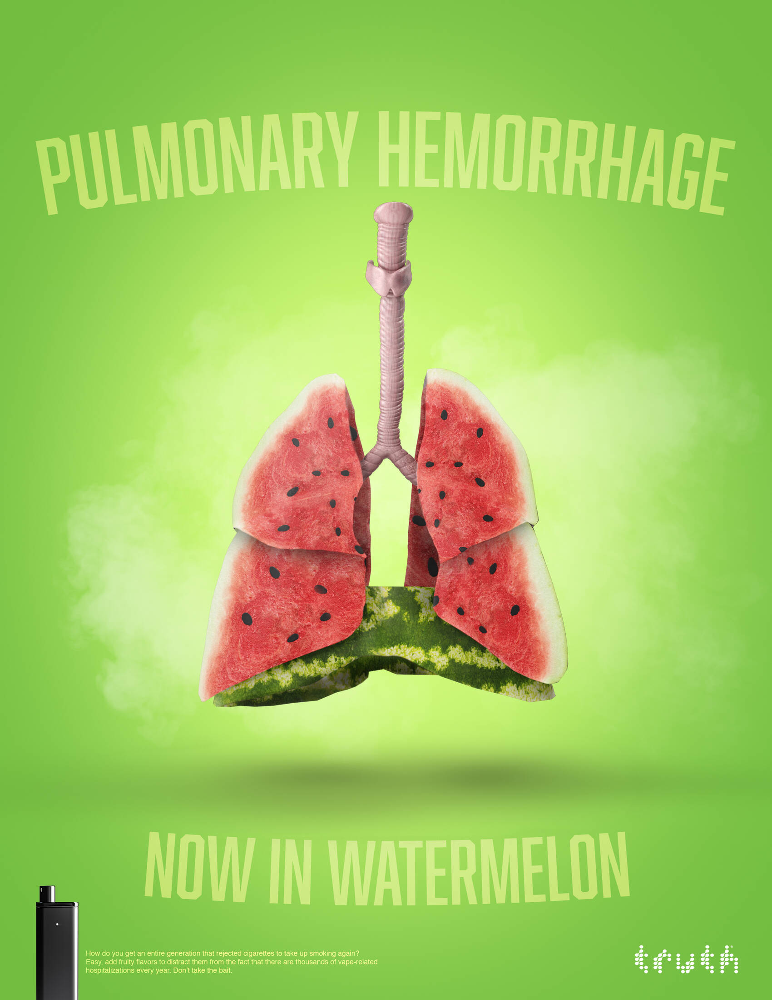 PULMONARY HEMORRHAGE
NOW IN WATERMELON
How do you get an entire generation that rejected cigarettes to take up smoking again?
Easy, add fruity flavors to distract them from the fact that there are thousands of vape-related
hospitalizations every year. Don't take the bait.
truth